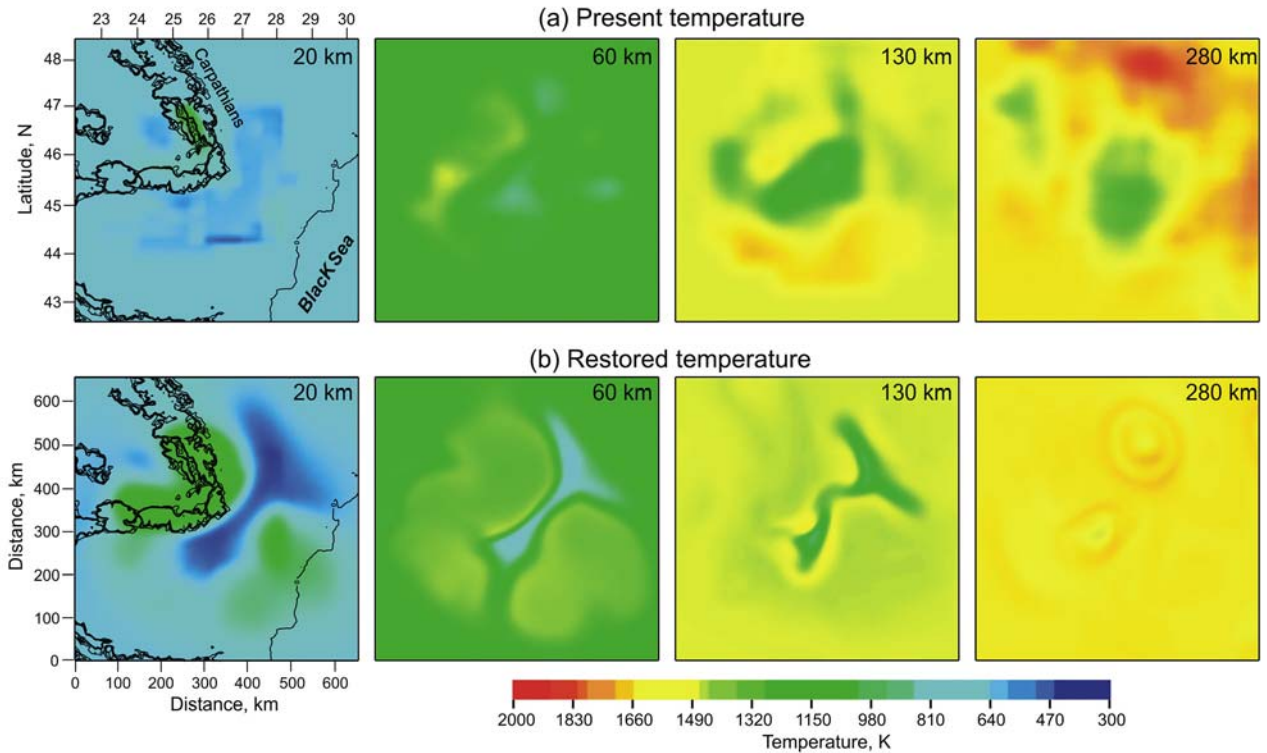 (a) Present temperature
23 24 25 26 27 28 29 30
20 km
60 km
130 km
280 km
Carpathians
BlacK Sea
Latitude, N
48
47
46
45
44
43
(b) Restored temperature
20 km
60 km
130 km
280 km
Distance, km
600
500
400
300
200
100
0
0 100 200 300 400 500 600
Distance, km
2000 1830 1660 1490 1320 1150 980 810 640 470 300
Temperature, K